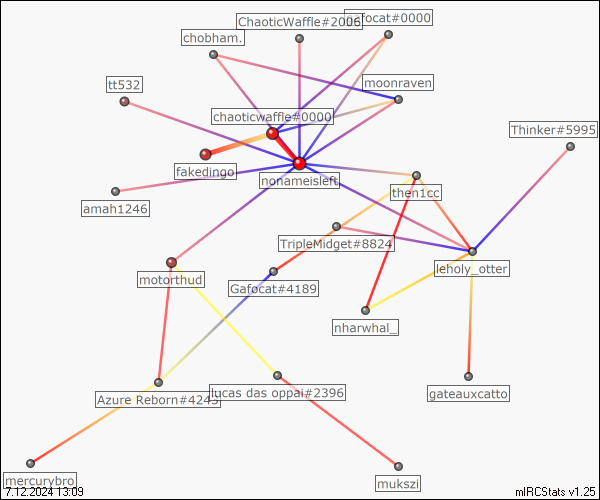 ChaoticWaffle#2006
focat#0000
chobham.
tt532
moonraven
chaoticwaffle#0000
Thinker#5995
fakedingo
nonameisleft
then1cc
amah1246
TripleMidget#8824
leholy_otter
motorthud
Gafocat#4189
nharwhal_
Azure Reborn#4243
lucas das oppai#2396
gateauxcatto
mercurybro
mukszi
7.12.2024 13:09
mIRCStats v1.25